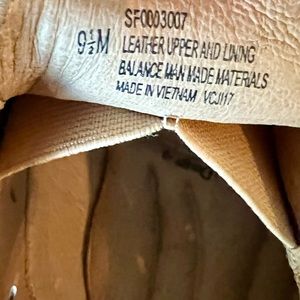 SF0003007
9½M LEATHER UPPER AND LINING
BALANCE MAN MADE MATERIALS
MADE IN VIETNAM VCJ117